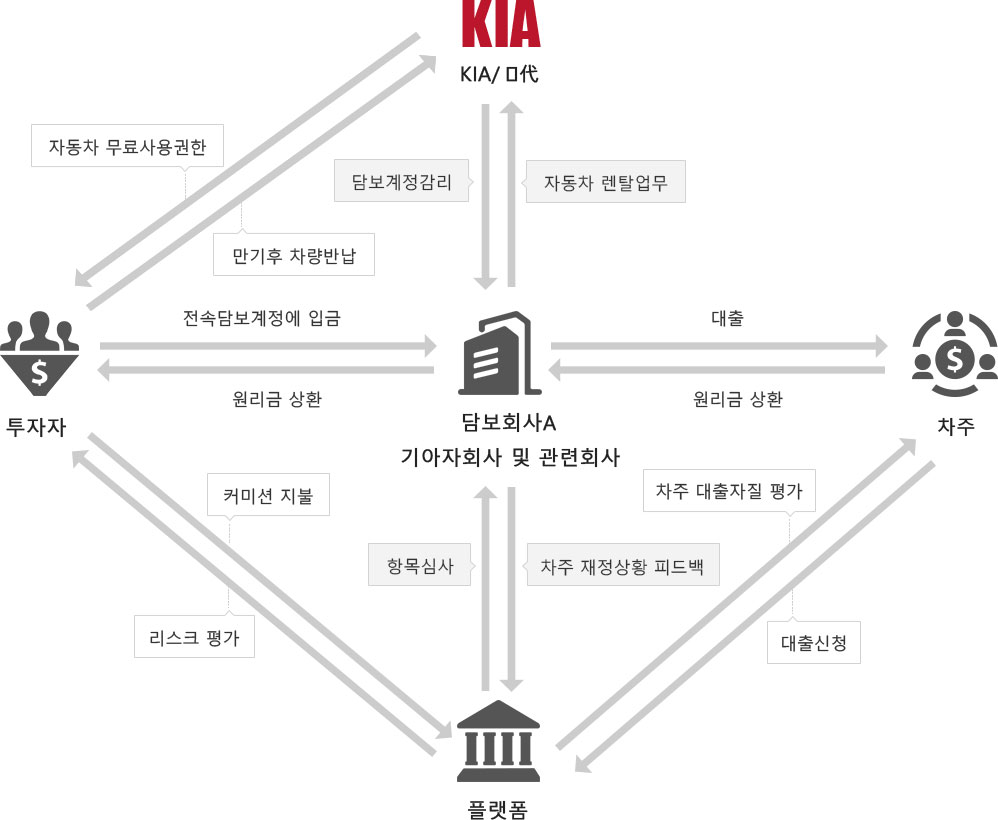 KIA
KIA/ 마代
자동차 무료사용권한
담보계정감리
자동차 렌탈업무
만기후 차량반납
전속담보계정에 입금
대출
$
$
원리금 상환
원리금 상환
투자자
담보회사A
차주
기아자회사 및 관련회사
커미션 지불
차주 대출자질 평가
항목심사
차주 재정상황 피드백
리스크 평가
대출신청
플랫폼